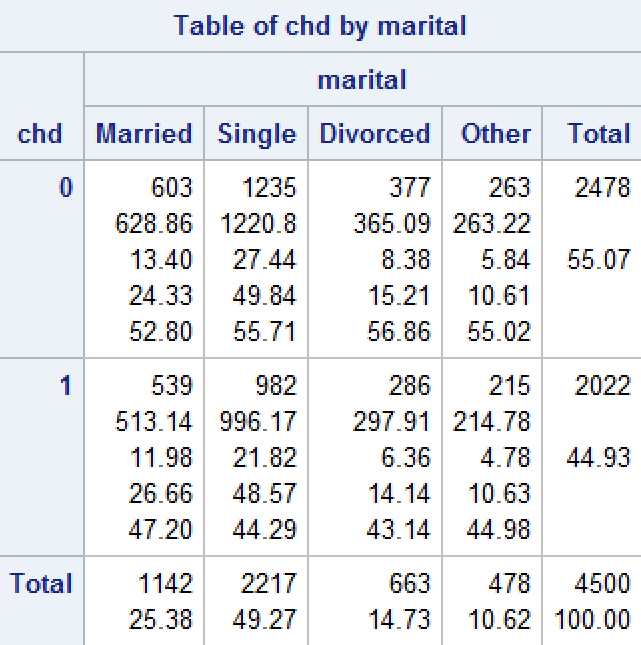 Table of chd by marital
marital
chd Married Single Divorced Other Total
0 603 1235 377 263 2478
628.86 1220.8 365.09 263.22
13.40 27.44 8.38 5.84 55.07
24.33 49.84 15.21 10.61
52.80 55.71 56.86 55.02
1 539 982 286 215 2022
513.14 996.17 297.91 214.78
11.98 21.82 6.36 4.78 44.93
26.66 48.57 14.14 10.63
47.20 44.29 43.14 44.98
Total 1142 2217 663 478 4500
25.38 49.27 14.73 10.62 100.00